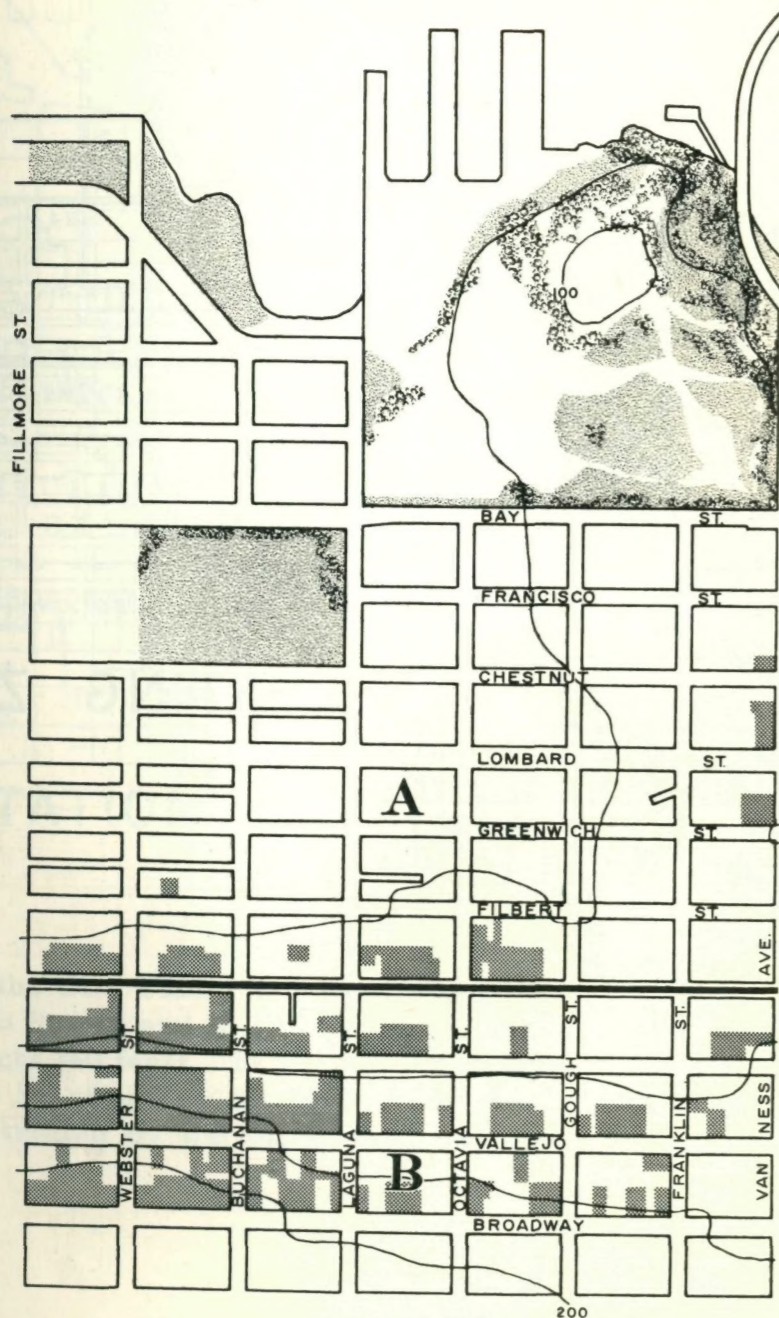 100
FILLMORE ST.
BAY ST.
FRANCISCO ST.
CHESTNUT
LOMBARD ST.
A
GREENWICH ST.
FILBERT ST.
AVE.
WEBSTER ST.
BUCHANAN ST.
LAGUNA ST.
OCTAVIA ST.
GOUGH ST.
FRANKLIN ST.
VAN NESS
VALLEJO
B
BROADWAY
200